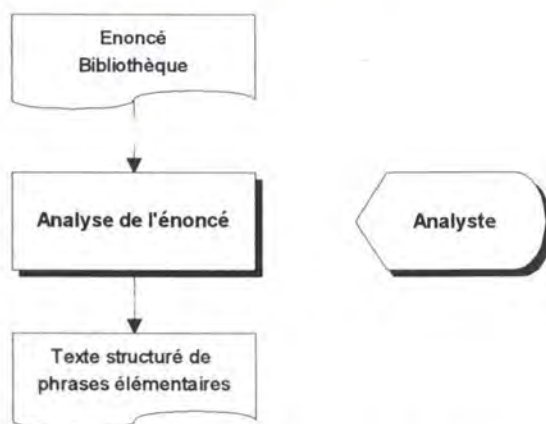 Enoncé
Bibliothèque
Analyse de l'énoncé
Analyste
Texte structuré de
phrases élémentaires